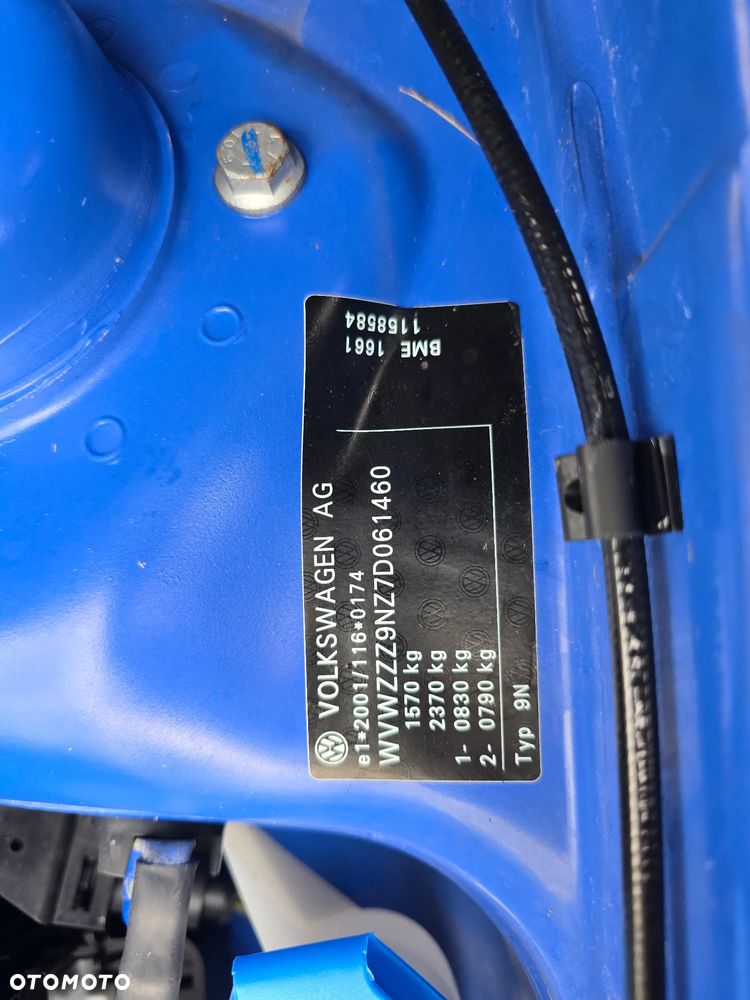 VOLKSWAGEN AG
e1*2001/116*0174
WVWZZZ9NZ7D061460
1570 kg
2370 kg
1- 0830 kg
2- 0790 kg
Typ 9N
BME 1661
1158584
OTOMOTO